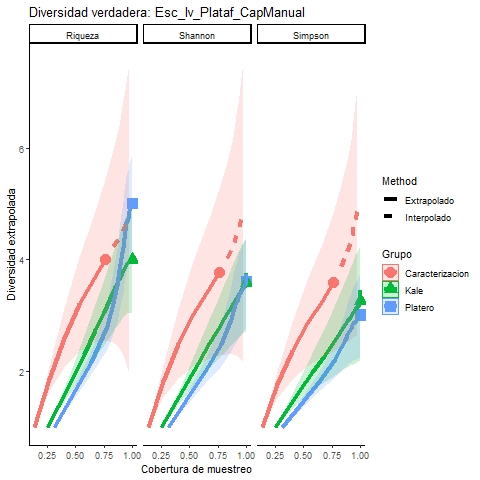 Diversidad verdadera: Esc_Iv_Plataf_CapManual
Riqueza Shannon Simpson
Diversidad extrapolada
6
4
2
0.25 0.50 0.75 1.00 0.25 0.50 0.75 1.00 0.25 0.50 0.75 1.00
Cobertura de muestreo
Method
Extrapolado
Interpolado
Grupo
Caracterizacion
Kale
Platero